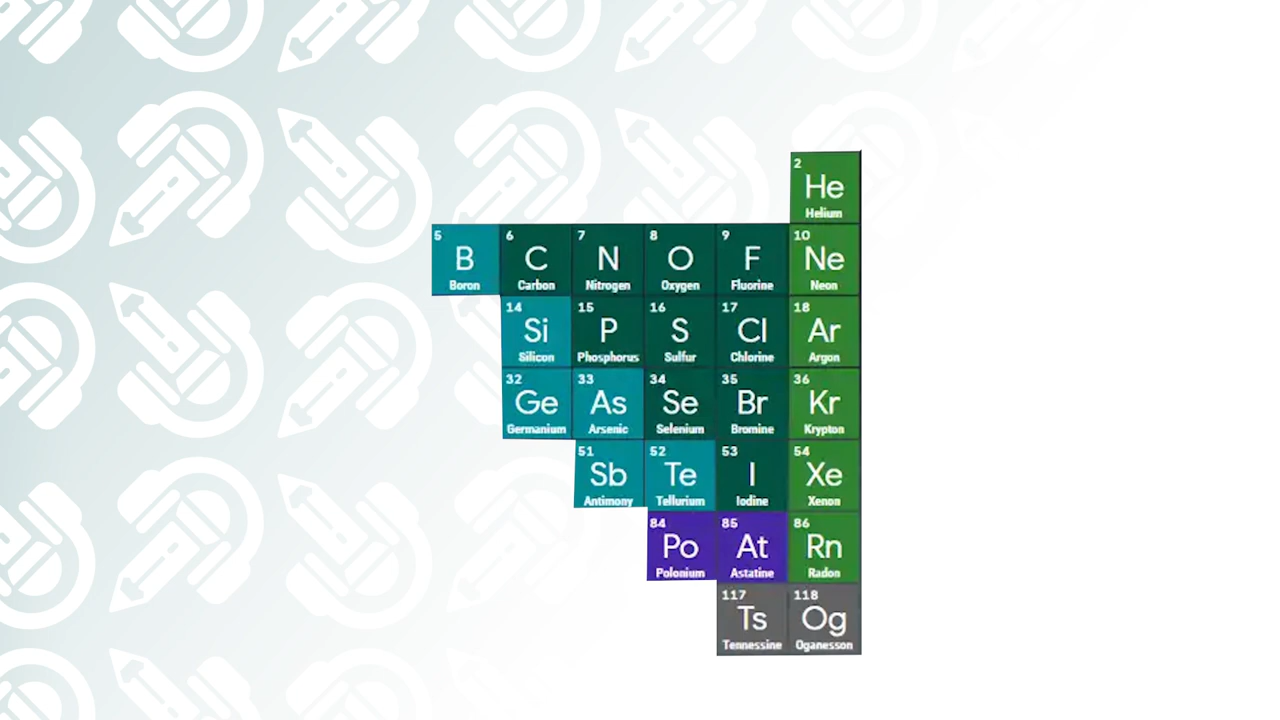 2
He
Helium
5 6 7 8 9 10
B C N O F Ne
Boron Carbon Nitrogen Oxygen Fluorine Neon
14 15 16 17 18
Si P S Cl Ar
Silicon Phosphorus Sulfur Chlorine Argon
32 33 34 35 36
Ge As Se Br Kr
Germanium Arsenic Selenium Bromine Krypton
51 52 53 54
Sb Te I Xe
Antimony Tellurium Iodine Xenon
84 85 86
Po At Rn
Polonium Astatine Radon
117 118
Ts Og
Tennessine Oganesson